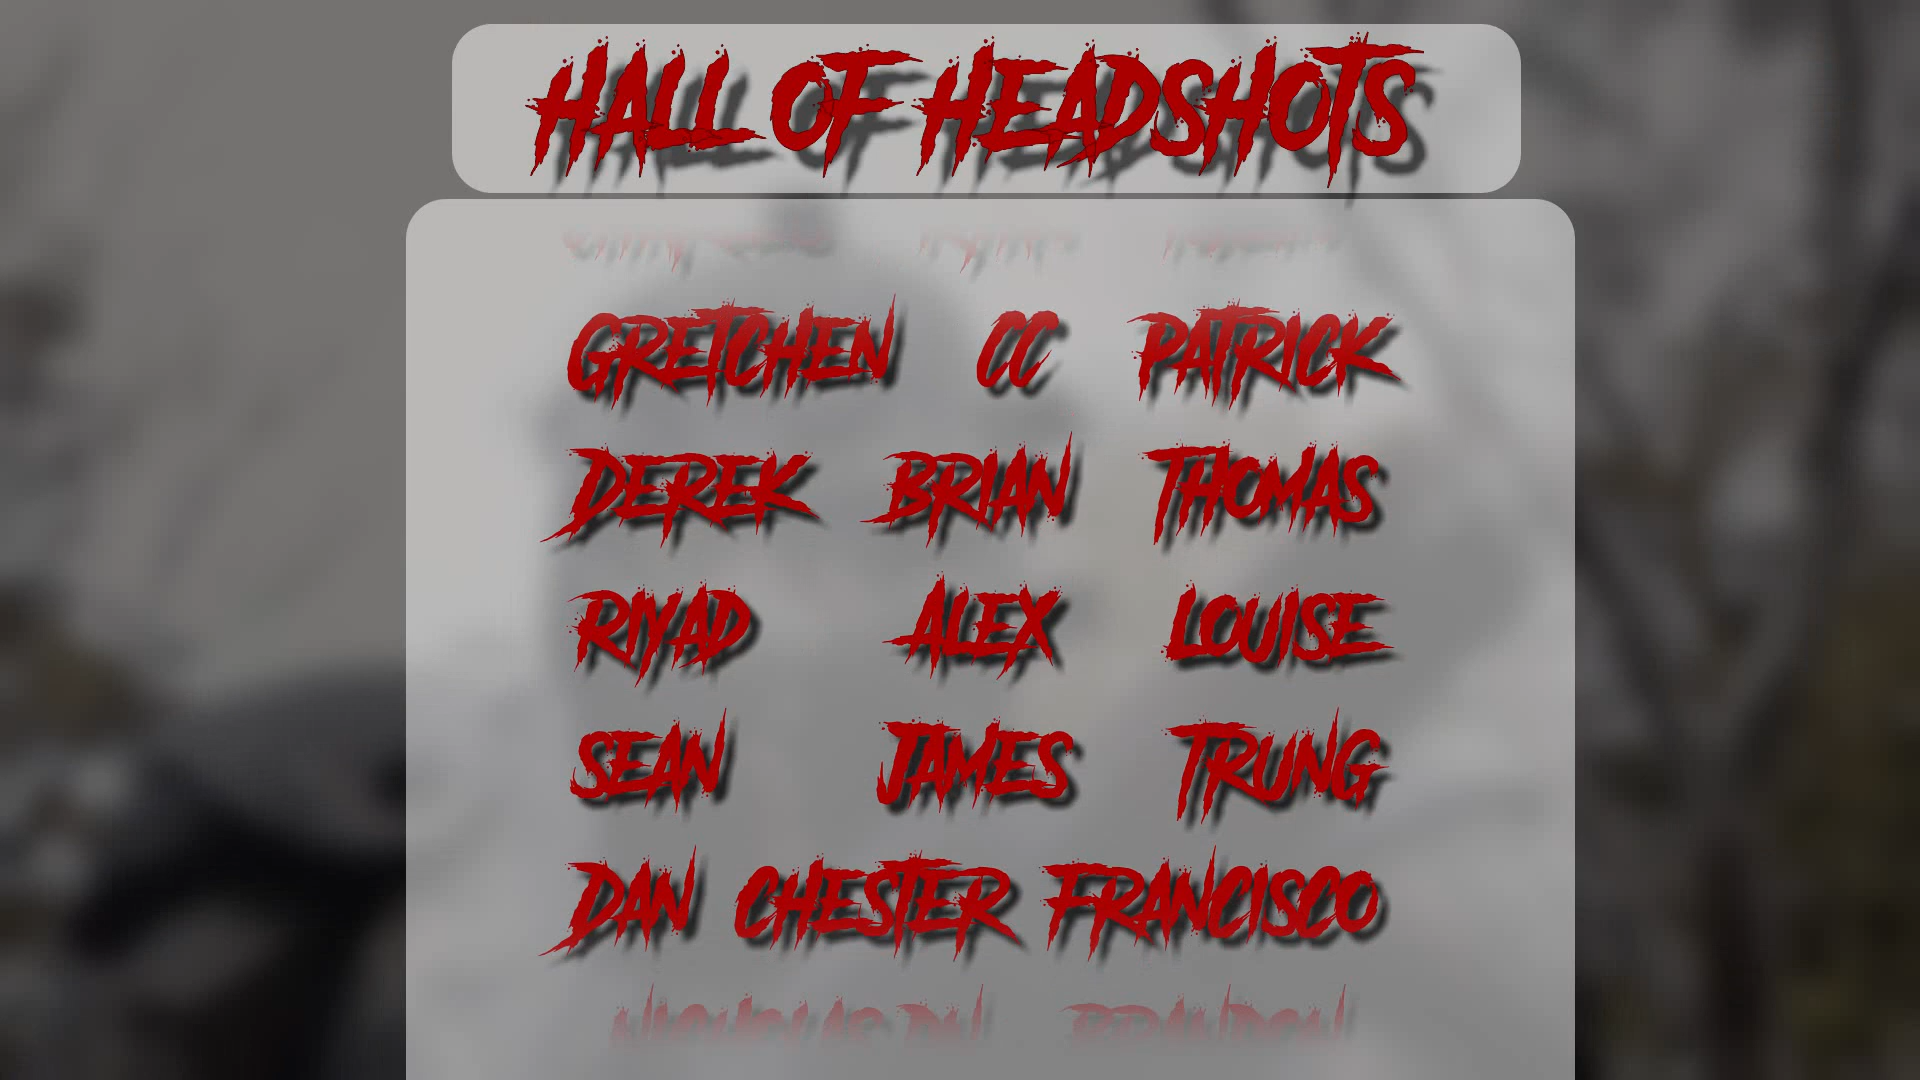 HALL OF HEADSHOTS
GRETCHEN CC PATRICK
DEREK BRIAN THOMAS
RIYAD ALEX LOUISE
SEAN JAMES TRUNG
DAN CHESTER FRANCISCO